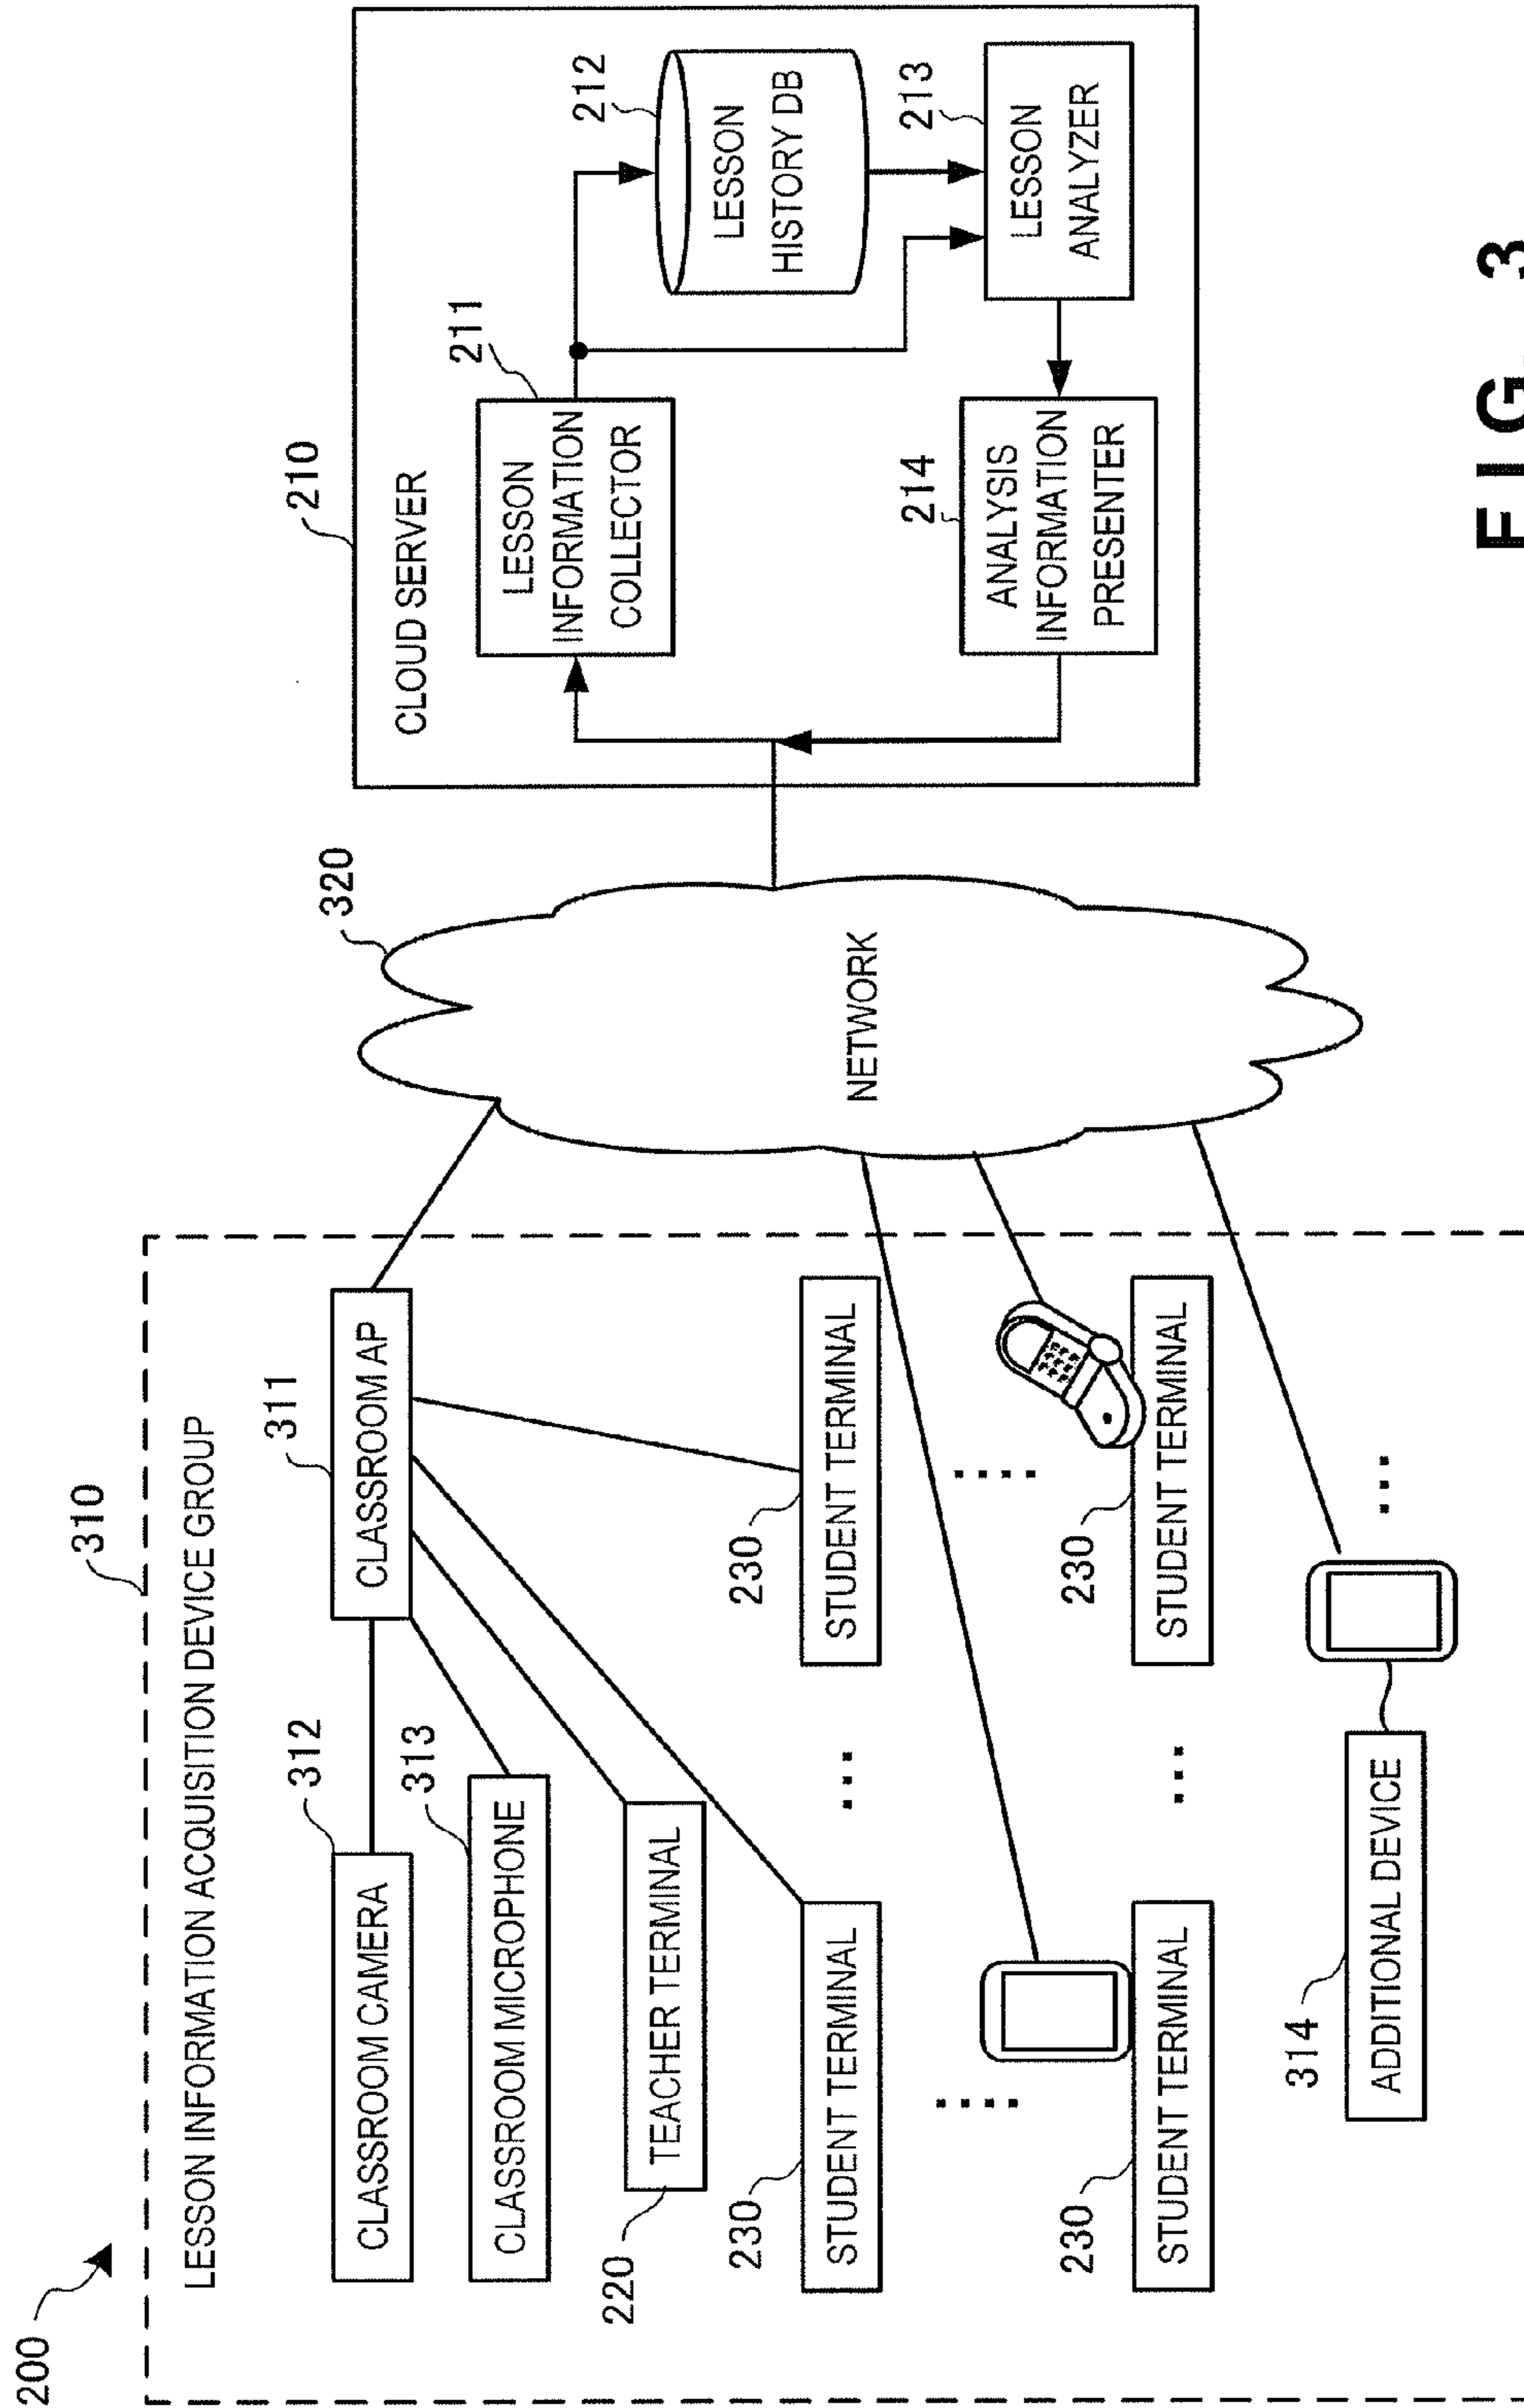 200
310
LESSON INFORMATION ACQUISITION DEVICE GROUP
312
CLASSROOM CAMERA
311
CLASSROOM AP
313
CLASSROOM MICROPHONE
220
TEACHER TERMINAL
230
STUDENT TERMINAL
...
230
STUDENT TERMINAL
....
....
230
STUDENT TERMINAL
...
230
STUDENT TERMINAL
314
ADDITIONAL DEVICE
...
320
NETWORK
210
CLOUD SERVER
211
LESSON
INFORMATION
COLLECTOR
212
LESSON
HISTORY DB
213
LESSON
ANALYZER
214
ANALYSIS
INFORMATION
PRESENTER
FIG. 3